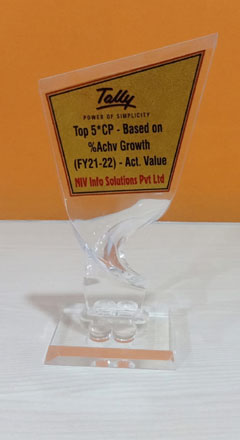 Tally
POWER OF SIMPLICITY
Top 5*CP - Based on
%Achv Growth
(FY21-22) - Act. Value
NIV Info Solutions Pvt Ltd